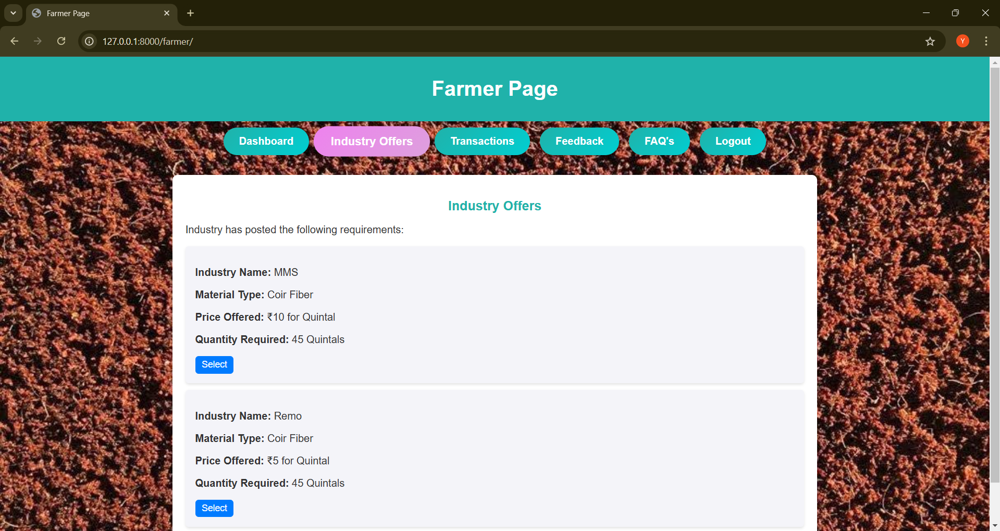 Farmer Page
127.0.0.1:8000/farmer/
Y
Farmer Page
Dashboard
Industry Offers
Transactions
Feedback
FAQ's
Logout
Industry Offers
Industry has posted the following requirements:
Industry Name: MMS
Material Type: Coir Fiber
Price Offered: ₹10 for Quintal
Quantity Required: 45 Quintals
Select
Industry Name: Remo
Material Type: Coir Fiber
Price Offered: ₹5 for Quintal
Quantity Required: 45 Quintals
Select